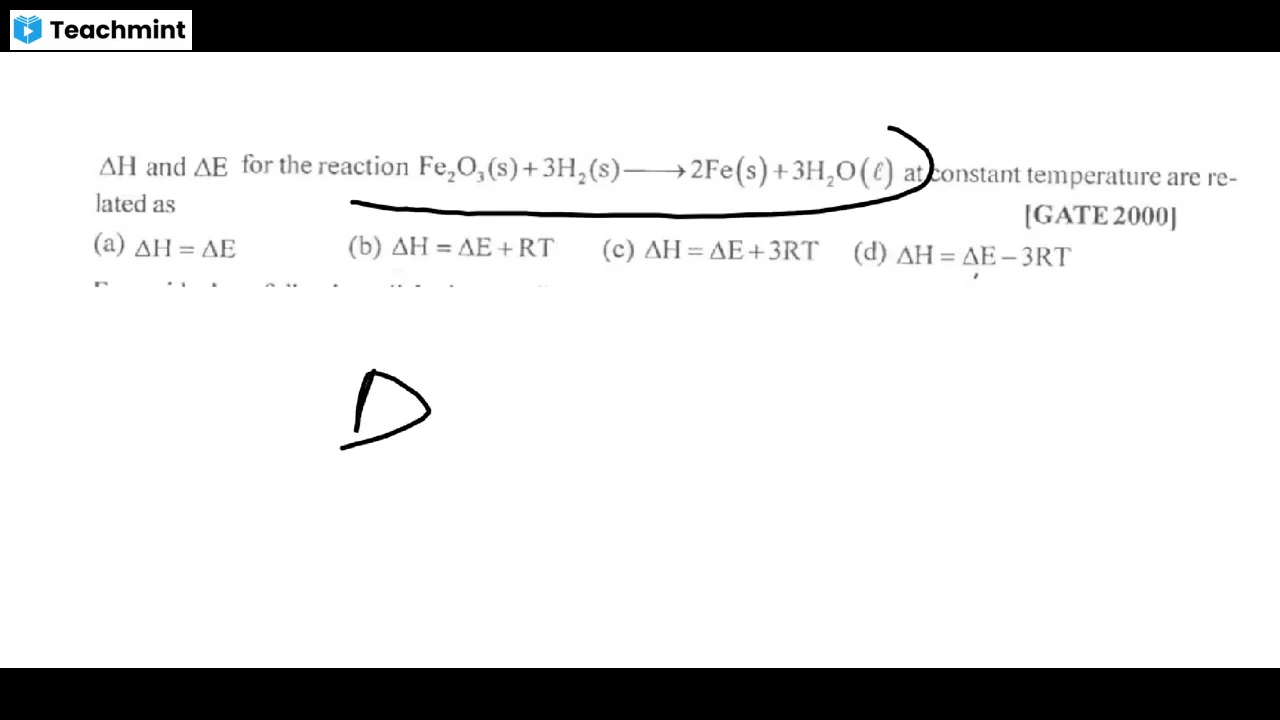 Teachmint
ΔH and ΔE for the reaction Fe₂O₃(s)+3H₂(s)⟶2Fe(s)+3H₂O(ℓ) at constant temperature are re-
lated as [GATE 2000]
(a) ΔH = ΔE (b) ΔH = ΔE + RT (c) ΔH = ΔE + 3RT (d) ΔH = ΔE − 3RT